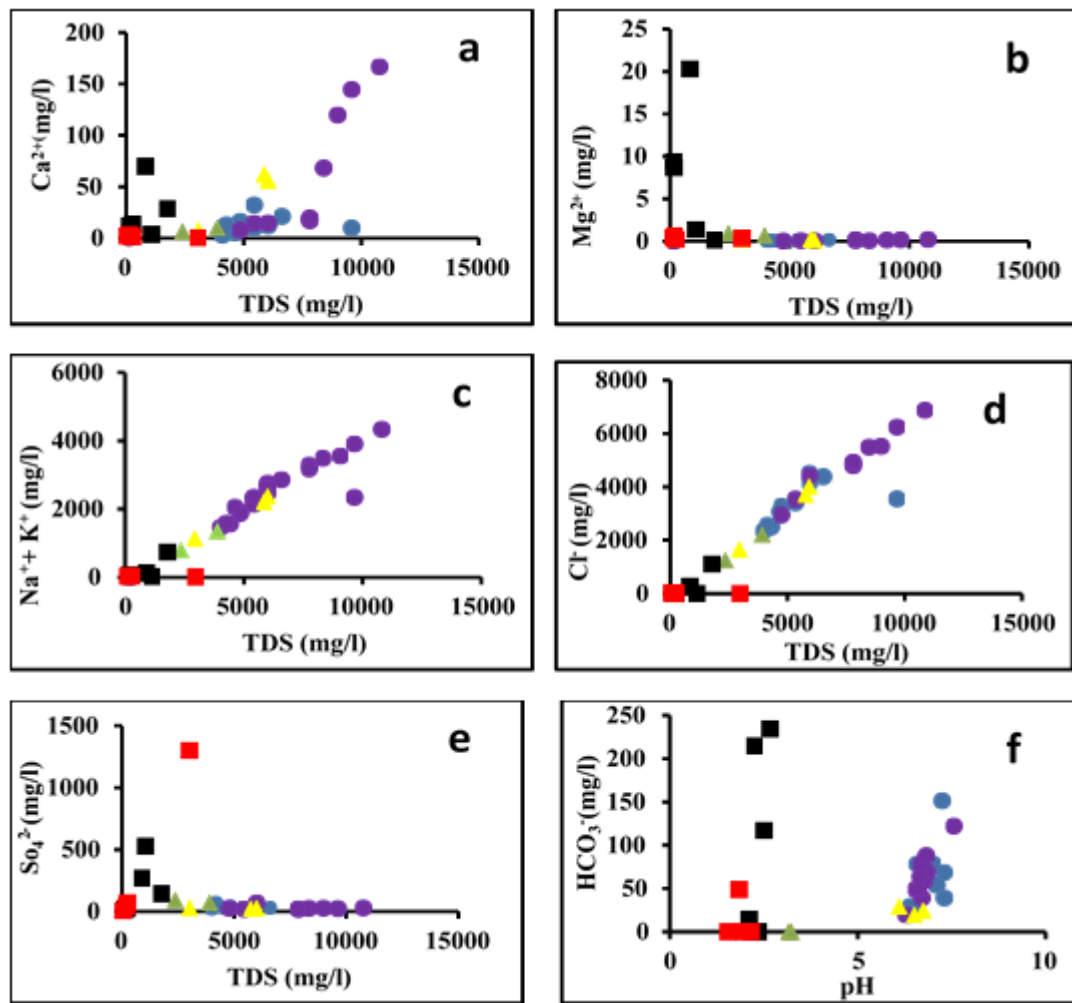 a
200
150
100
50
0
0 5000 10000 15000
Ca²⁺(mg/l)
TDS (mg/l)
b
25
20
15
10
5
0
0 5000 10000 15000
Mg²⁺ (mg/l)
TDS (mg/l)
c
6000
4000
2000
0
0 5000 10000 15000
Na⁺+ K⁺ (mg/l)
TDS (mg/l)
d
8000
6000
4000
2000
0
0 5000 10000 15000
Cl⁻ (mg/l)
TDS (mg/l)
e
1500
1000
500
0
0 5000 10000 15000
So₄²⁻(mg/l)
TDS (mg/l)
f
250
200
150
100
50
0
0 5 10
HCO₃⁻(mg/l)
pH